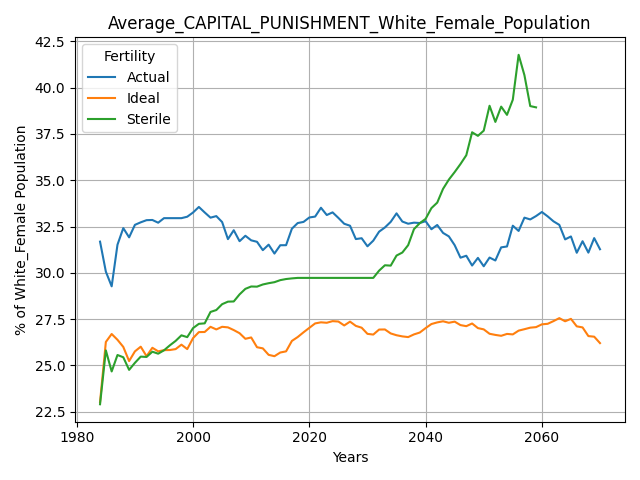 Average_CAPITAL_PUNISHMENT_White_Female_Population
42.5
40.0
37.5
35.0
32.5
30.0
27.5
25.0
22.5
% of White_Female Population
Fertility
Actual
Ideal
Sterile
1980 2000 2020 2040 2060
Years